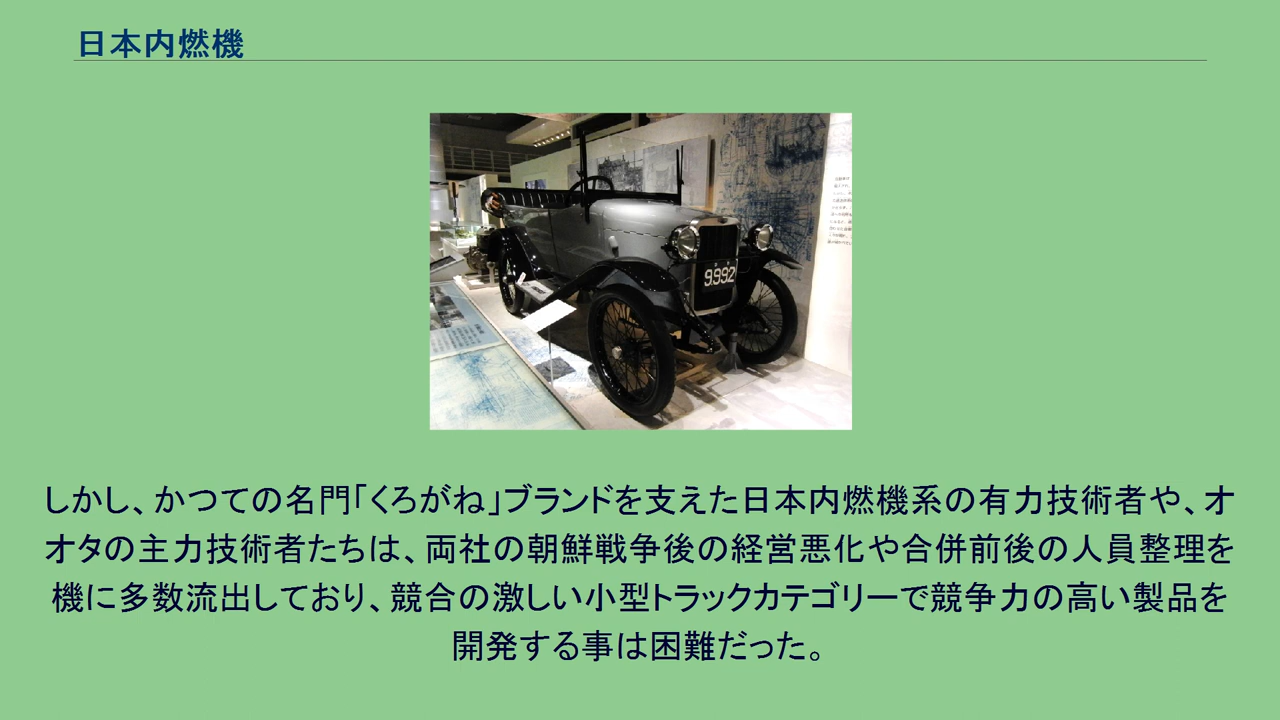 日本内燃機
9.992
しかし、かつての名門｢くろがね｣ブランドを支えた日本内燃機系の有力技術者や、オ
オタの主力技術者たちは、両社の朝鮮戦争後の経営悪化や合併前後の人員整理を
機に多数流出しており、競合の激しい小型トラックカテゴリーで競争力の高い製品を
開発する事は困難だった。